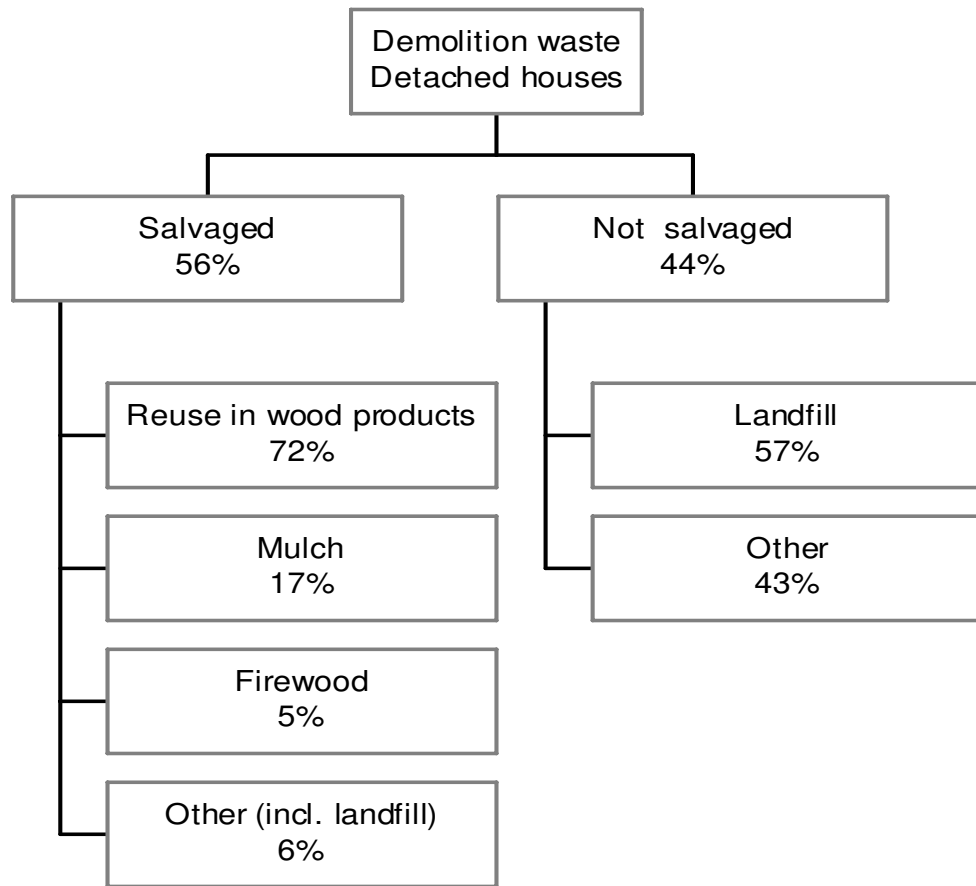 Demolition waste
Detached houses
Salvaged
56%
Not salvaged
44%
Reuse in wood products
72%
Mulch
17%
Firewood
5%
Other (incl. landfill)
6%
Landfill
57%
Other
43%